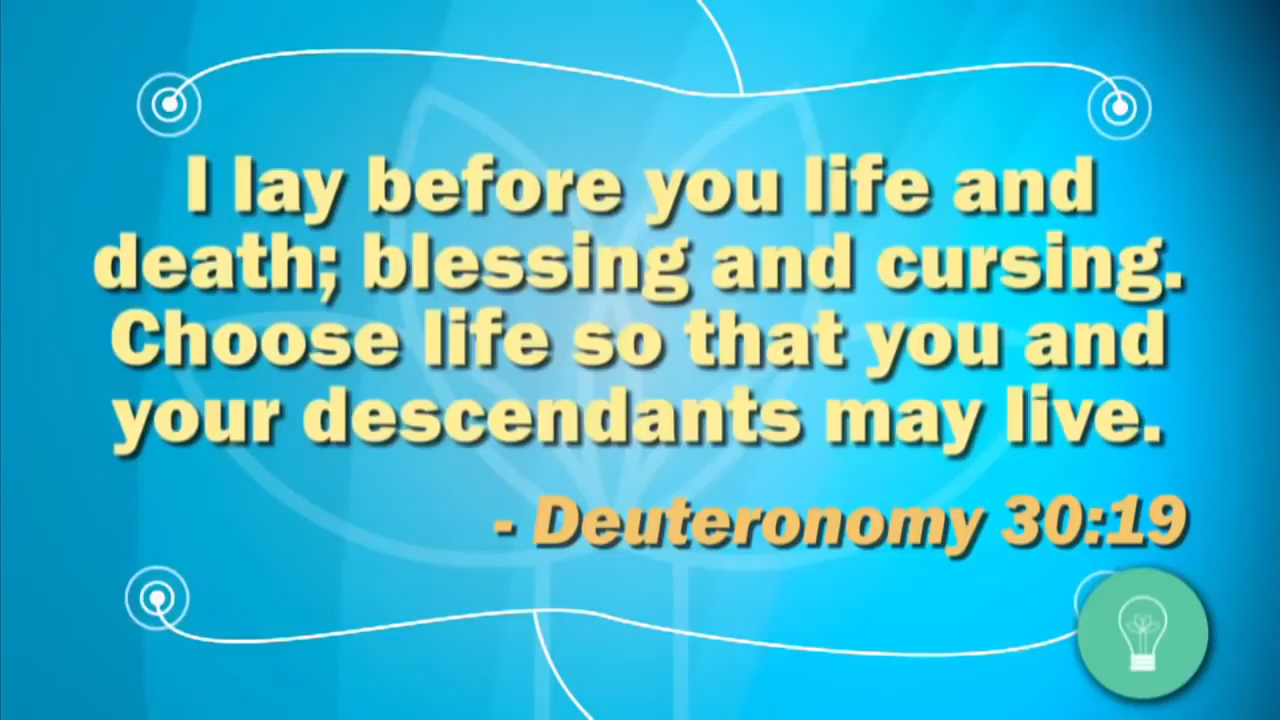 I lay before you life and
death; blessing and cursing.
Choose life so that you and
your descendants may live.
- Deuteronomy 30:19